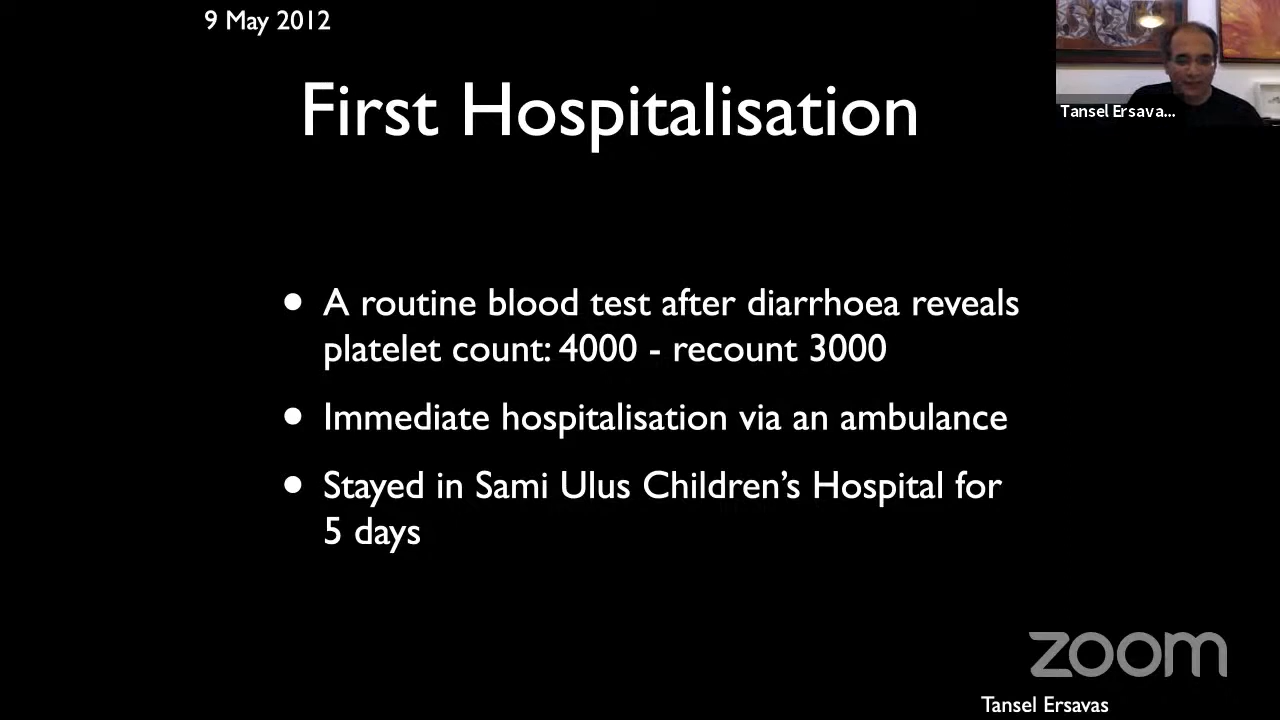 9 May 2012
Tansel Ersava...
First Hospitalisation
• A routine blood test after diarrhoea reveals
platelet count: 4000 - recount 3000
• Immediate hospitalisation via an ambulance
• Stayed in Sami Ulus Children’s Hospital for
5 days
zoom
Tansel Ersavas